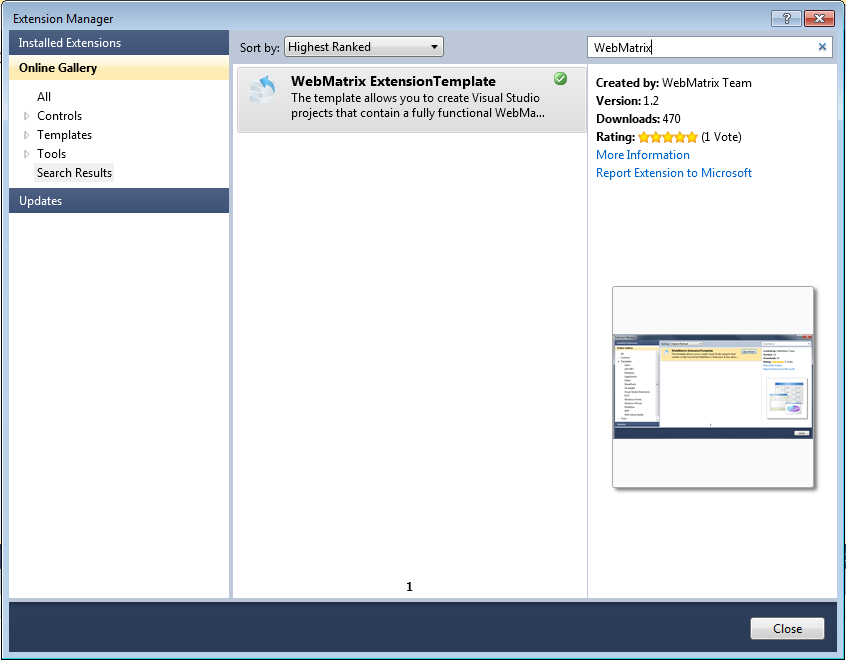 Extension Manager
?
Installed Extensions
Online Gallery
All
Controls
Templates
Tools
Search Results
Updates
Sort by: Highest Ranked
WebMatrix
WebMatrix ExtensionTemplate
The template allows you to create Visual Studio
projects that contain a fully functional WebMa...
1
Created by: WebMatrix Team
Version: 1.2
Downloads: 470
Rating: (1 Vote)
More Information
Report Extension to Microsoft
WebMatrix ExtensionTemplate
Close